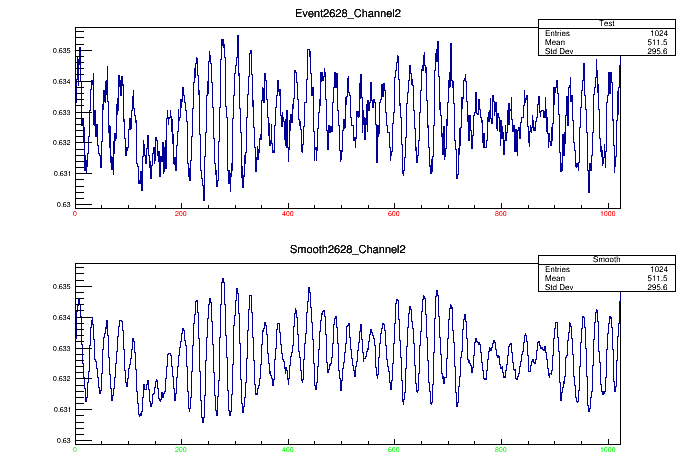 Event2628_Channel2
Test
Entries 1024
Mean 511.5
Std Dev 295.6
0.635
0.634
0.633
0.632
0.631
0.63
0 200 400 600 800 1000
Smooth2628_Channel2
Smooth
Entries 1024
Mean 511.5
Std Dev 295.6
0.635
0.634
0.633
0.632
0.631
0.63
0 200 400 600 800 1000